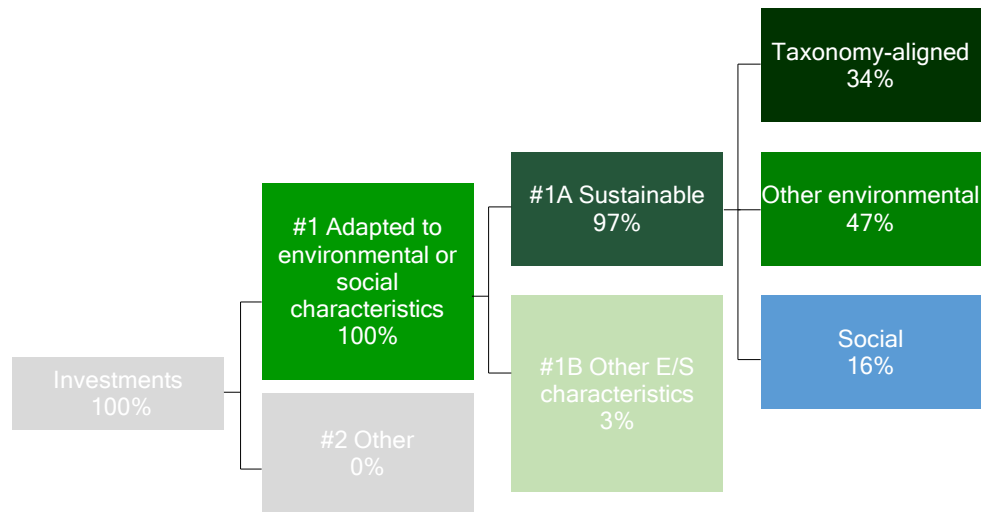 Investments
100%
#1 Adapted to
environmental or
social
characteristics
100%
#2 Other
0%
#1A Sustainable
97%
#1B Other E/S
characteristics
3%
Taxonomy-aligned
34%
Other environmental
47%
Social
16%